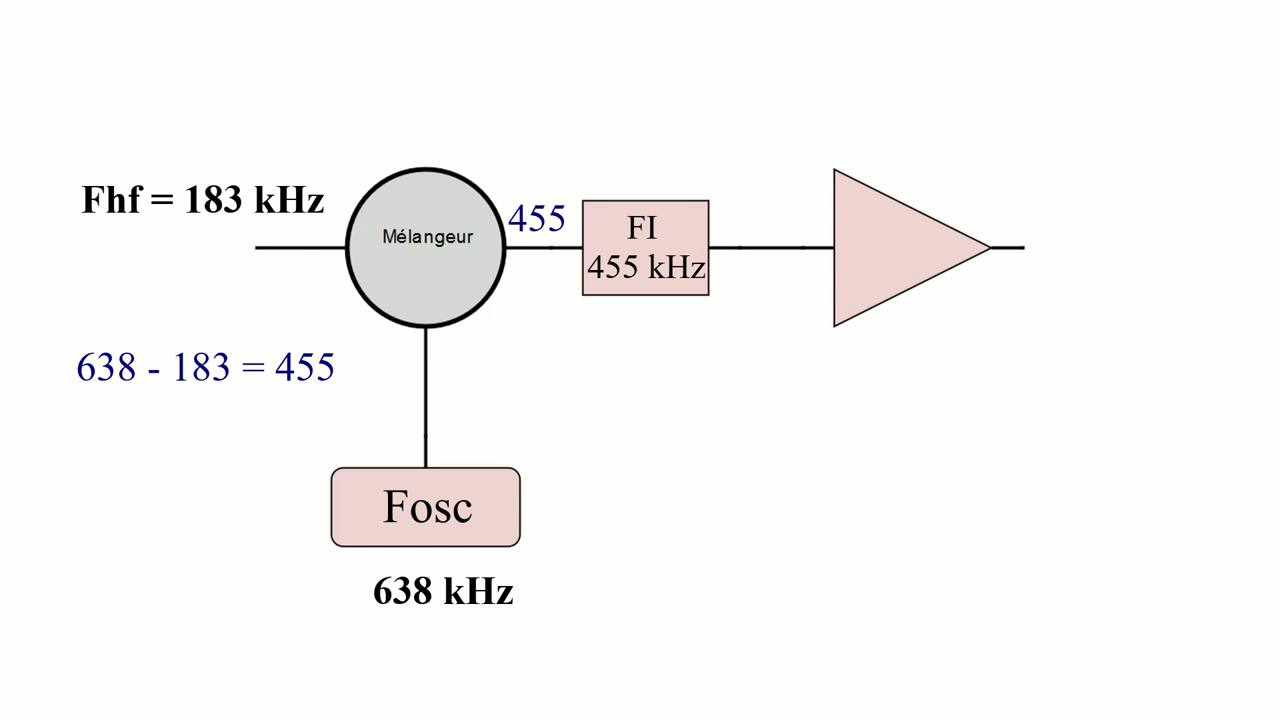 Fhf = 183 kHz
Mélangeur
455
FI
455 kHz
638 - 183 = 455
Fosc
638 kHz